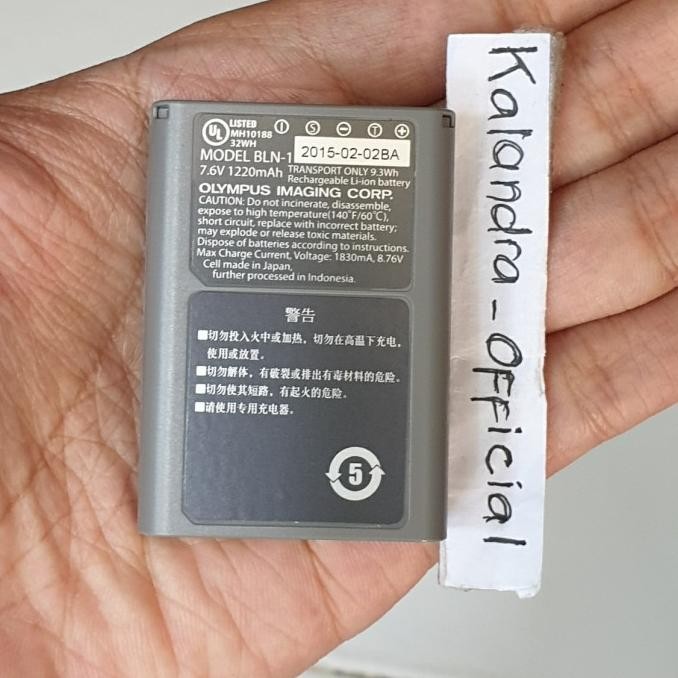 UL LISTED
MH10188
32WH
S T
MODEL BLN-1 2015-02-02BA
7.6V 1220mAh TRANSPORT ONLY 9.3Wh
Rechargeable Li-ion battery
OLYMPUS IMAGING CORP.
CAUTION: Do not incinerate, disassemble,
expose to high temperature(140°F/60℃),
short circuit, replace with incorrect battery;
may explode or release toxic materials.
Dispose of batteries according to instructions.
Max Charge Current, Voltage: 1830mA, 8.76V
Cell made in Japan,
further processed in Indonesia.
警告
■切勿投入火中或加热，切勿在高温下充电，
使用或放置。
■切勿解体，有破裂或排出有毒材料的危险。
■切勿使其短路，有起火的危险。
■请使用专用充电器。
5
Kalandra_Official